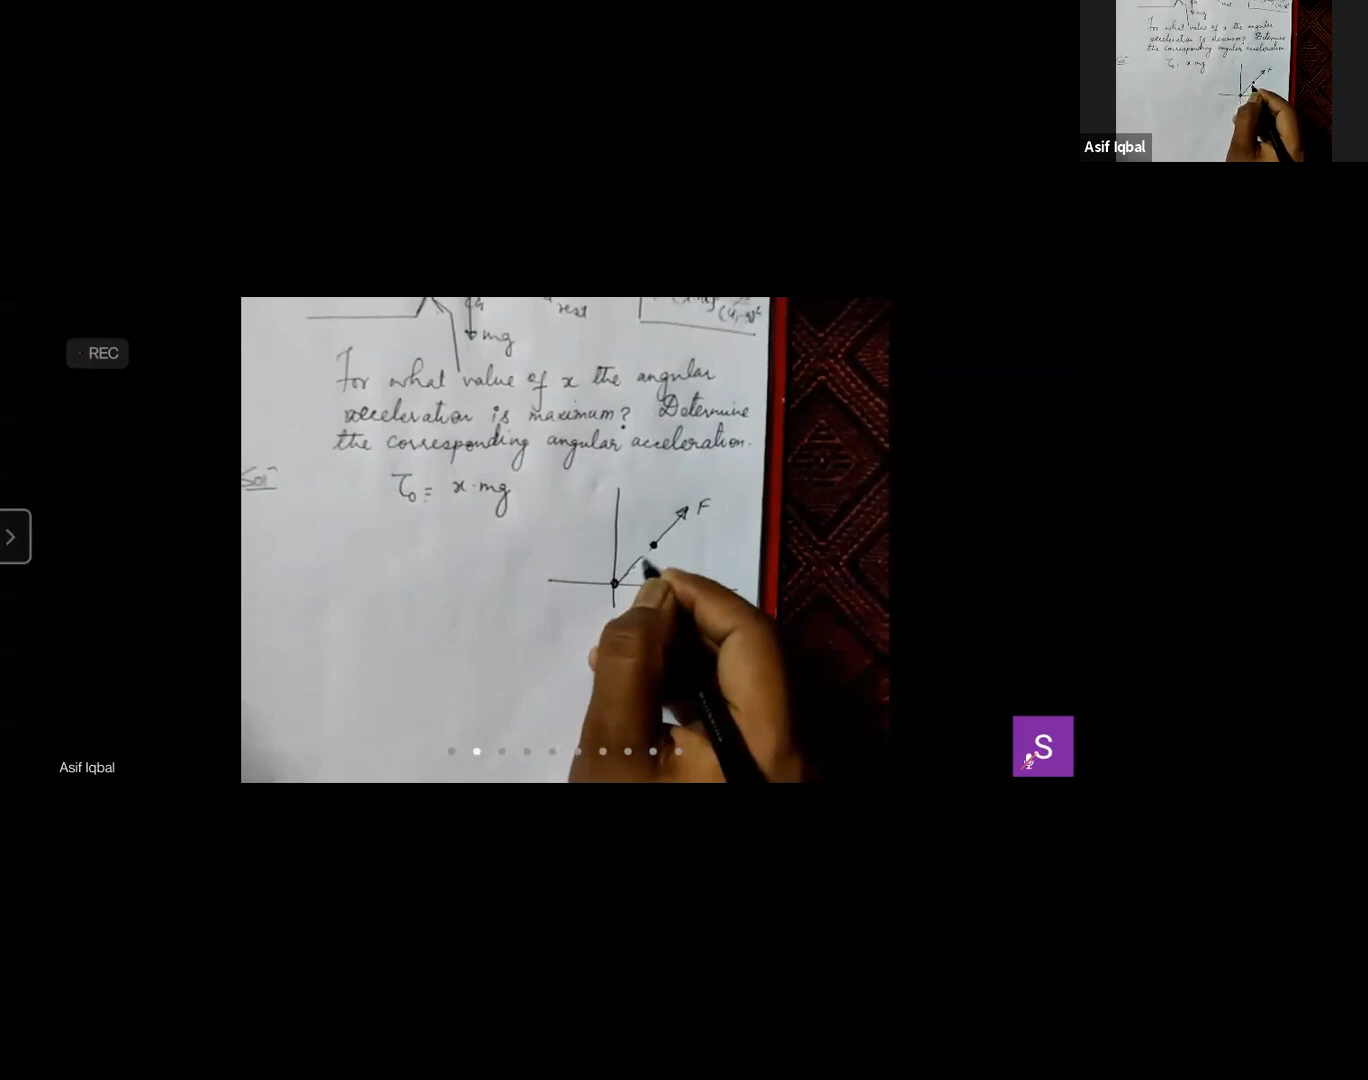 Asif Iqbal
REC
rest
mg
For what value of x the angular
acceleration is maximum? Determine
the corresponding angular acceleration.
Sol
τ₀ = x·mg
F
S
Asif Iqbal